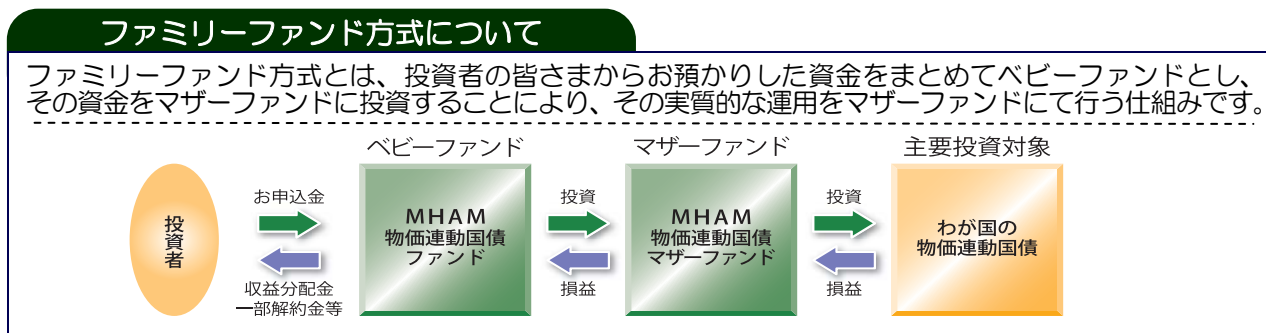 ファミリーファンド方式について
ファミリーファンド方式とは、投資者の皆さまからお預かりした資金をまとめてベビーファンドとし、
その資金をマザーファンドに投資することにより、その実質的な運用をマザーファンドにて行う仕組みです。
ベビーファンド
マザーファンド
主要投資対象
投資者
お申込金
収益分配金
一部解約金等
MHAM
物価連動国債
ファンド
投資
損益
MHAM
物価連動国債
マザーファンド
投資
損益
わが国の
物価連動国債